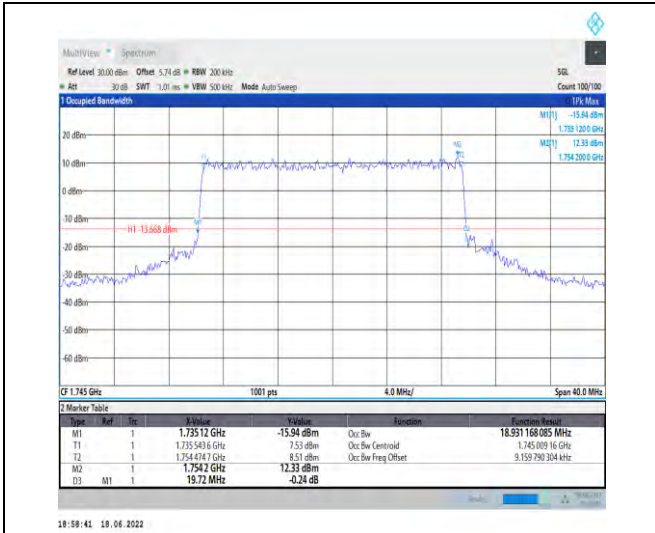 MultiView Spectrum
Ref Level 30.00 dBm Offset 5.74 dB RBW 200 kHz SGL
Att 30 dB SWT 1.01 ms VBW 500 kHz Mode Auto Sweep Count 100/100
1 Occupied Bandwidth 1Pk Max
M1[1] -15.94 dBm
1.735 120 0 GHz
20 dBm
M2[1] 12.33 dBm
1.754 200 0 GHz
M2
T1
T2
10 dBm
0 dBm
-10 dBm
M1
H1 -13.668 dBm
D3
-20 dBm
-30 dBm
-40 dBm
-50 dBm
-60 dBm
CF 1.745 GHz 1001 pts 4.0 MHz/ Span 40.0 MHz
2 Marker Table
Type Ref Trc X-Value Y-Value Function Function Result
M1 1 1.73512 GHz -15.94 dBm Occ Bw 18.931 168 085 MHz
T1 1 1.735 543 6 GHz 7.53 dBm Occ Bw Centroid 1.745 009 16 GHz
T2 1 1.754 474 7 GHz 8.51 dBm Occ Bw Freq Offset 9.159 790 304 kHz
M2 1 1.7542 GHz 12.33 dBm
D3 M1 1 19.72 MHz -0.24 dB
18:58:41 18.06.2022